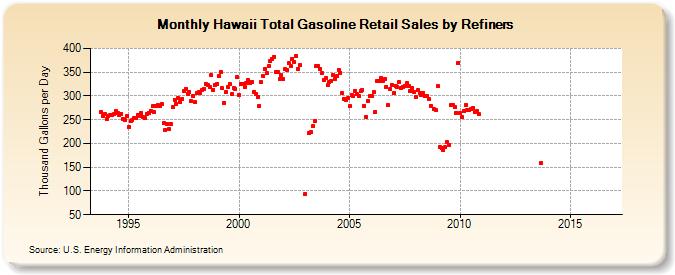 Monthly Hawaii Total Gasoline Retail Sales by Refiners
Thousand Gallons per Day
400
350
300
250
200
150
100
50
1995 2000 2005 2010 2015
Source: U.S. Energy Information Administration